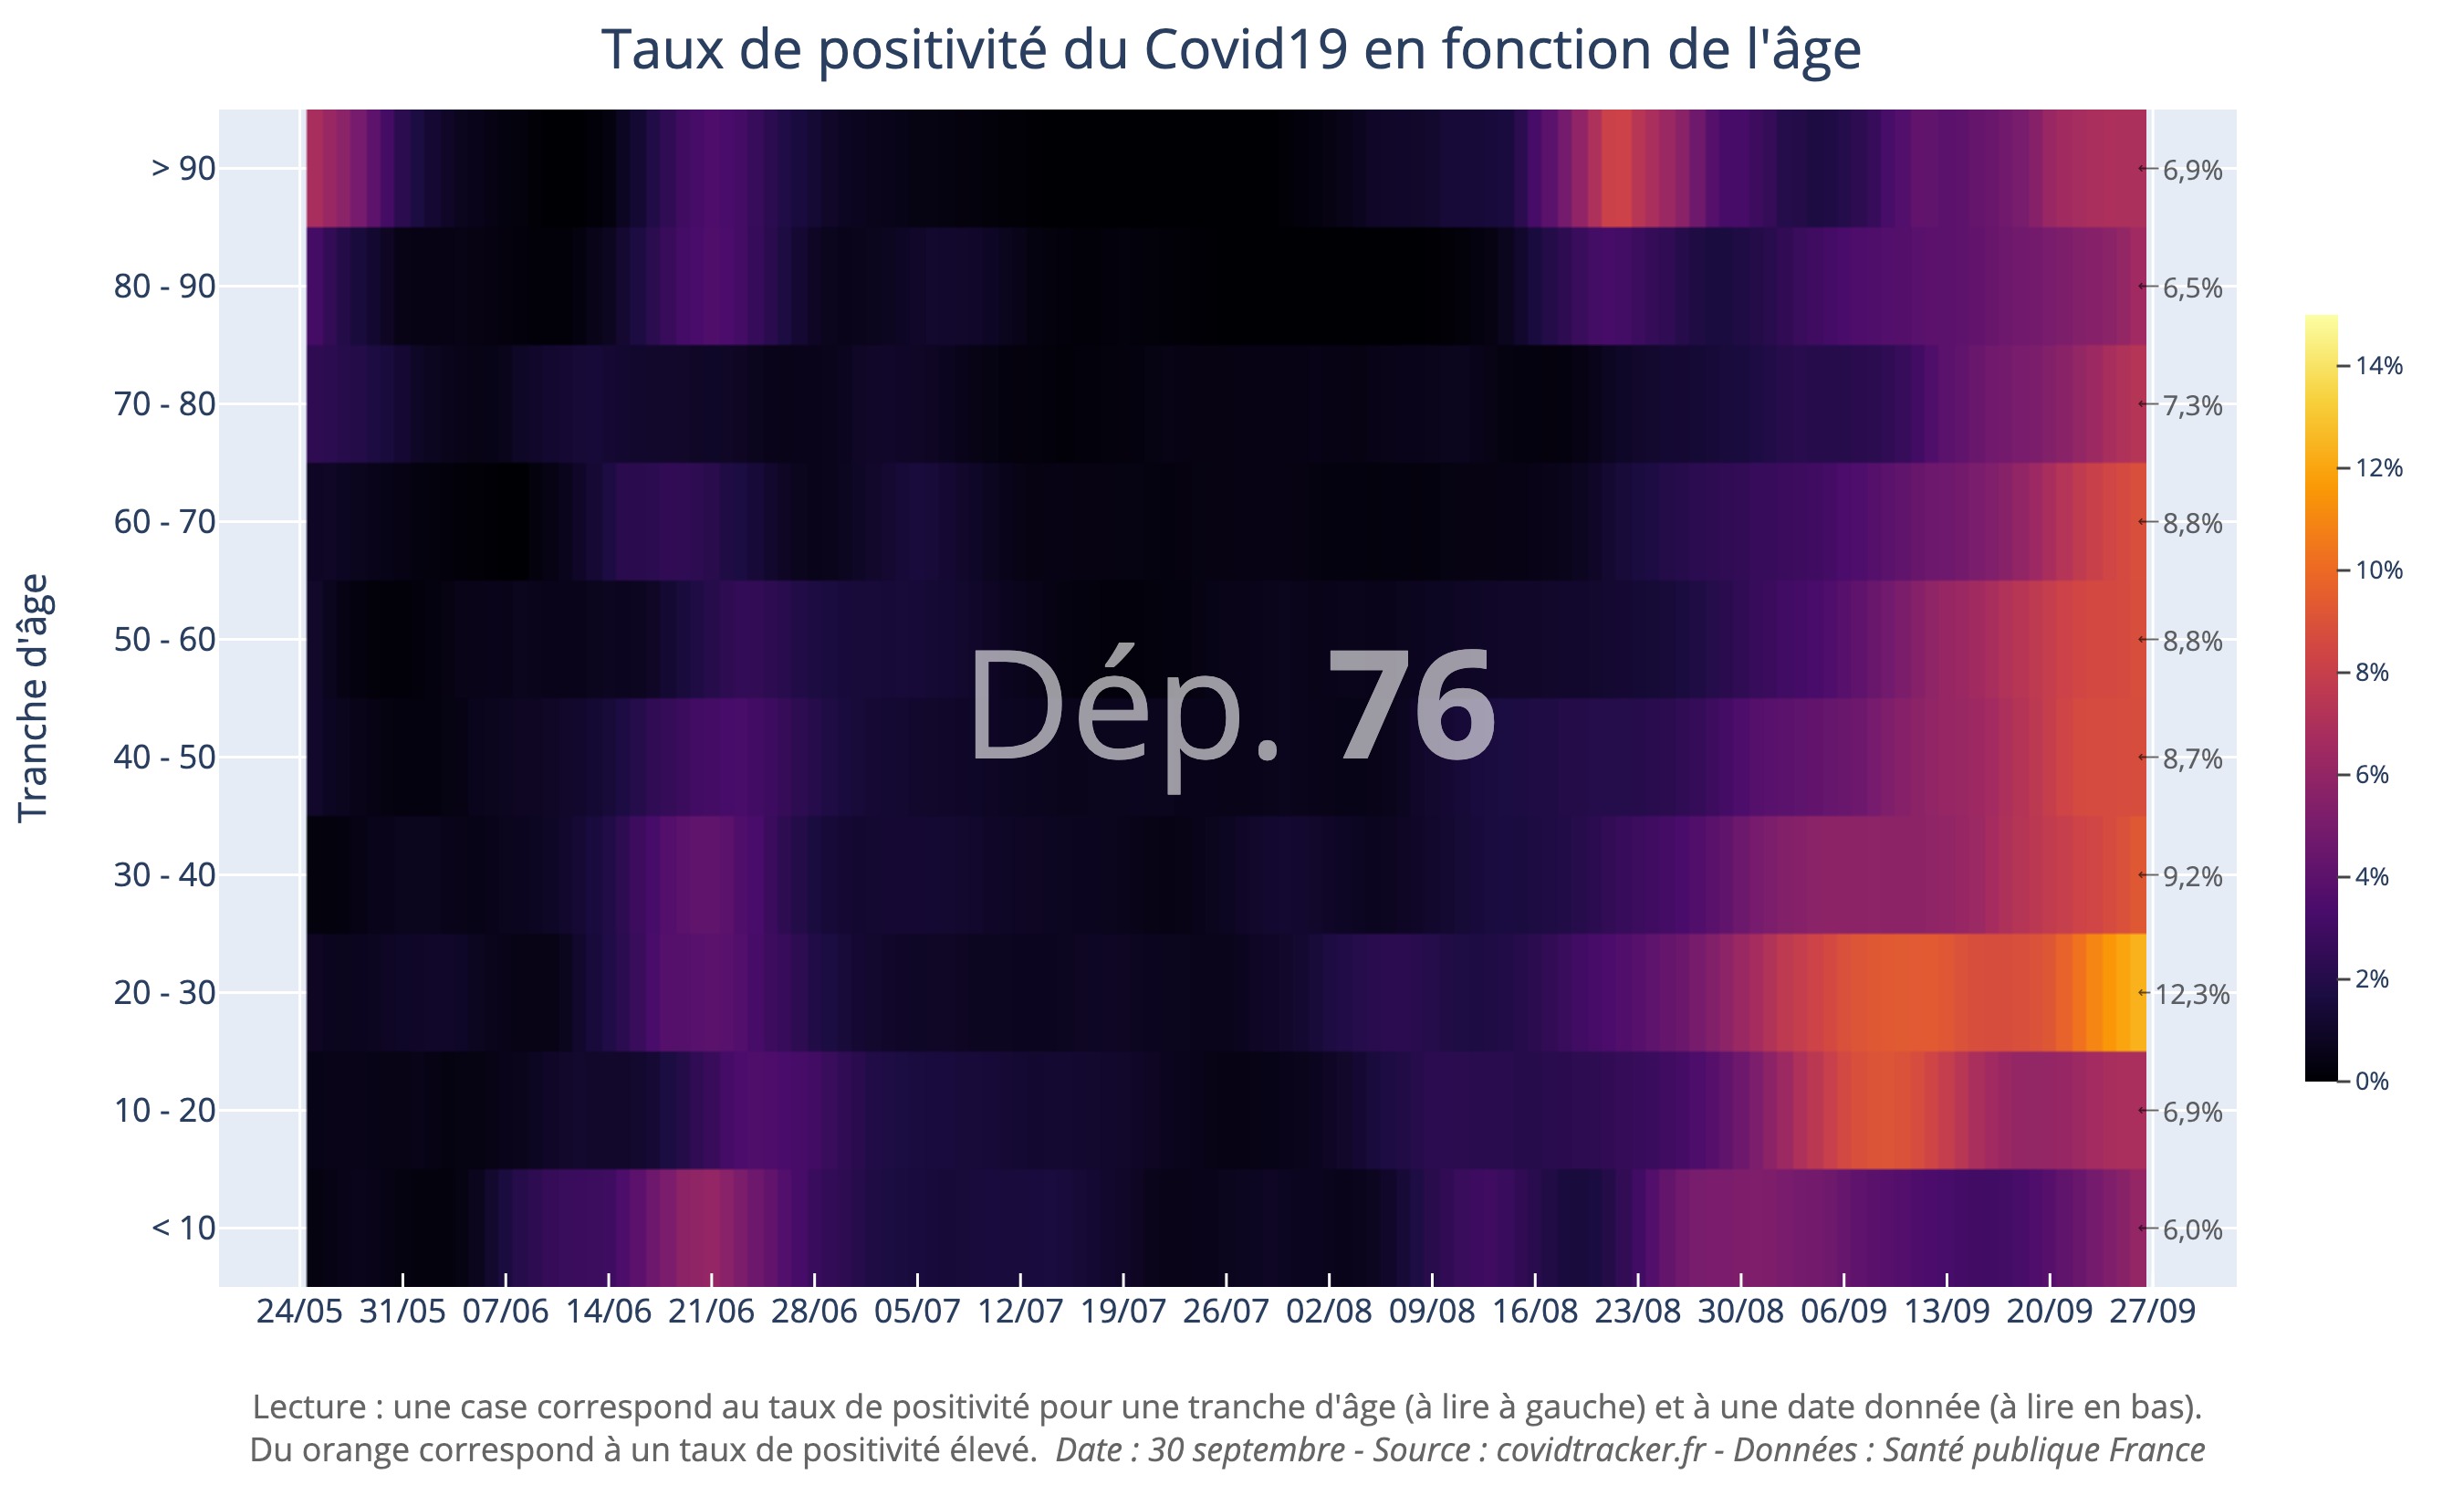 Taux de positivité du Covid19 en fonction de l'âge
Tranche d'âge
> 90
80 - 90
70 - 80
60 - 70
50 - 60
40 - 50
30 - 40
20 - 30
10 - 20
< 10
Dép. 76
6,9%
6,5%
7,3%
8,8%
8,8%
8,7%
9,2%
12,3%
6,9%
6,0%
14%
12%
10%
8%
6%
4%
2%
0%
24/05 31/05 07/06 14/06 21/06 28/06 05/07 12/07 19/07 26/07 02/08 09/08 16/08 23/08 30/08 06/09 13/09 20/09 27/09
Lecture : une case correspond au taux de positivité pour une tranche d'âge (à lire à gauche) et à une date donnée (à lire en bas).
Du orange correspond à un taux de positivité élevé. Date : 30 septembre - Source : covidtracker.fr - Données : Santé publique France